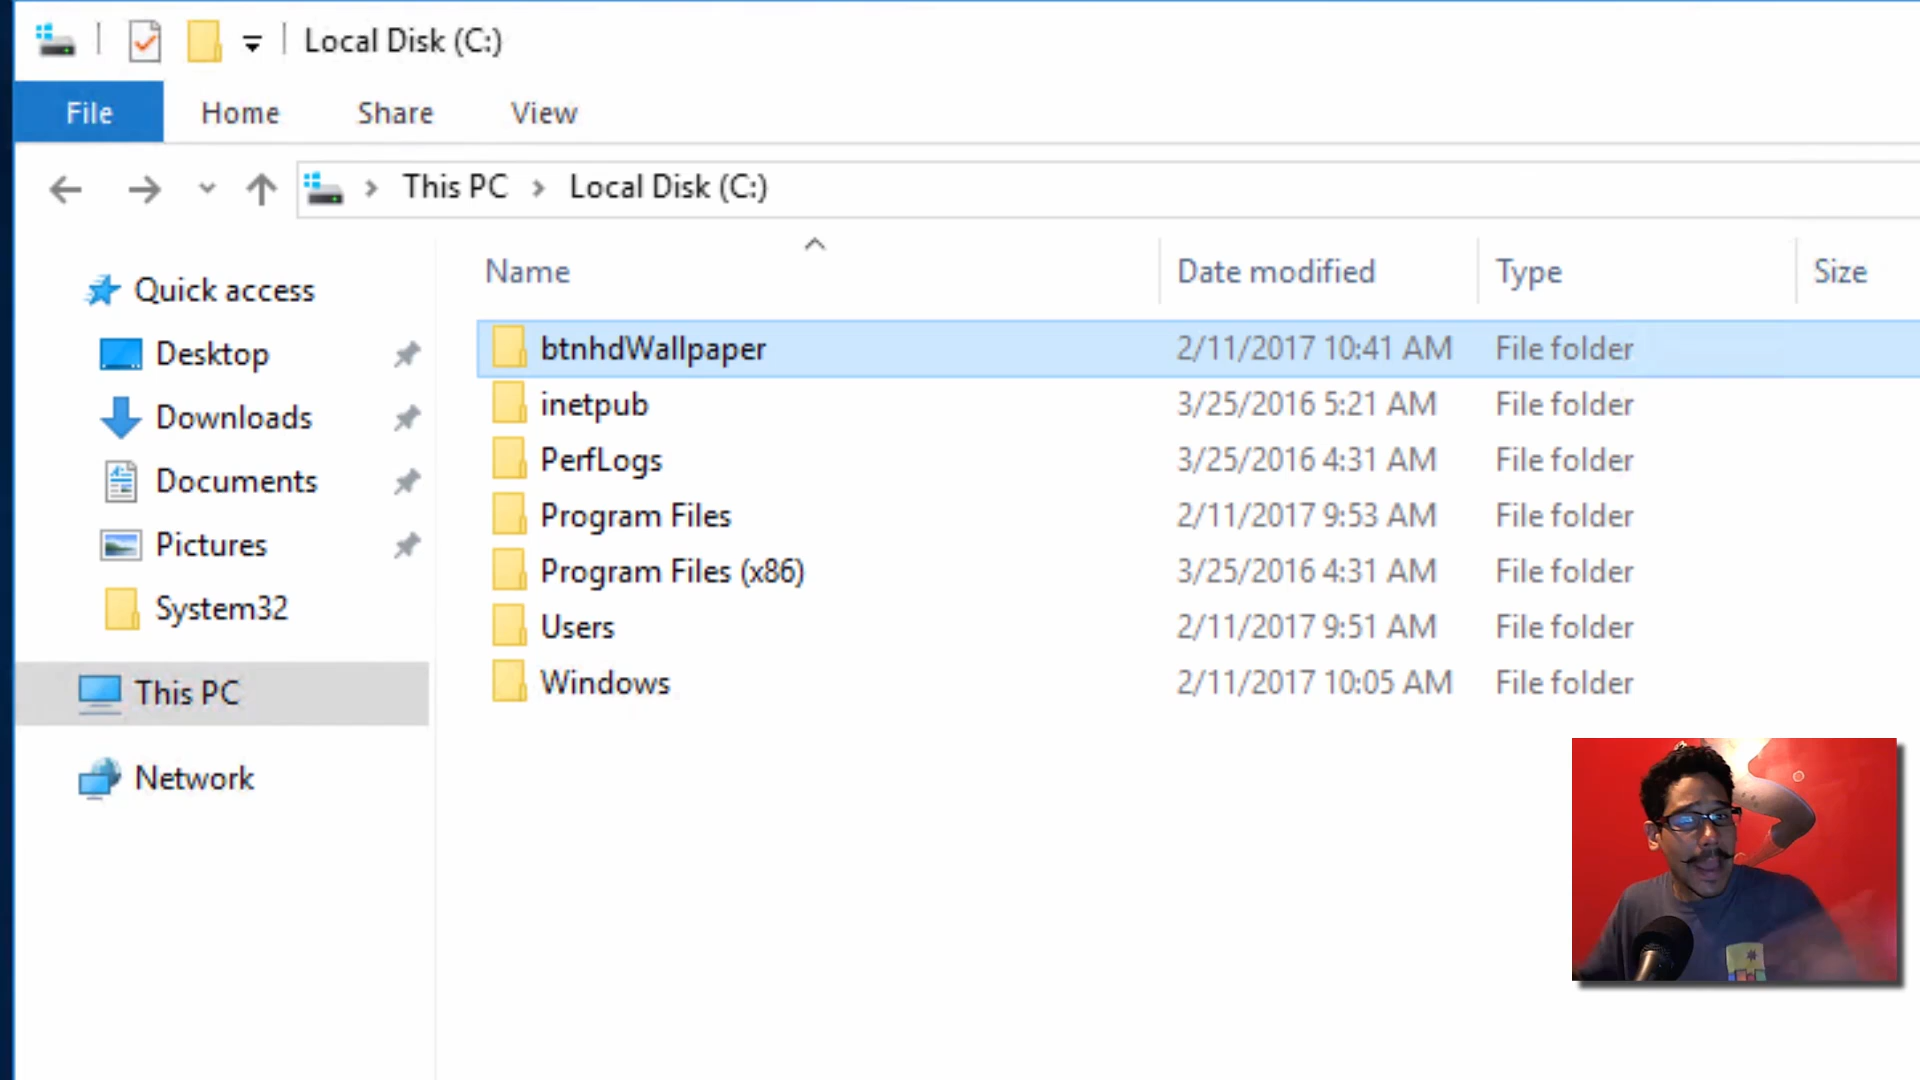 Local Disk (C:)
File Home Share View
This PC Local Disk (C:)
Name Date modified Type Size
Quick access
Desktop
Downloads
Documents
Pictures
System32
This PC
Network
btnhdWallpaper 2/11/2017 10:41 AM File folder
inetpub 3/25/2016 5:21 AM File folder
PerfLogs 3/25/2016 4:31 AM File folder
Program Files 2/11/2017 9:53 AM File folder
Program Files (x86) 3/25/2016 4:31 AM File folder
Users 2/11/2017 9:51 AM File folder
Windows 2/11/2017 10:05 AM File folder